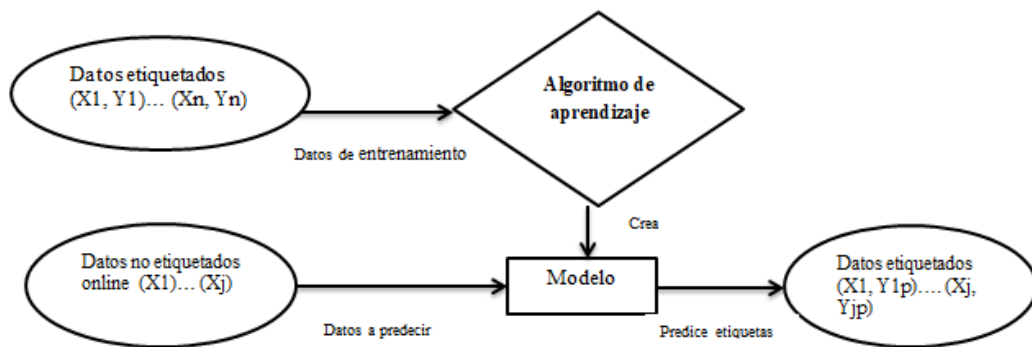 Datos etiquetados
(X1, Y1)... (Xn, Yn)
Algoritmo de
aprendizaje
Datos de entrenamiento
Crea
Datos no etiquetados
online (X1)... (Xj)
Modelo
Datos etiquetados
(X1, Y1p).... (Xj,
Yjp)
Datos a predecir
Predice etiquetas